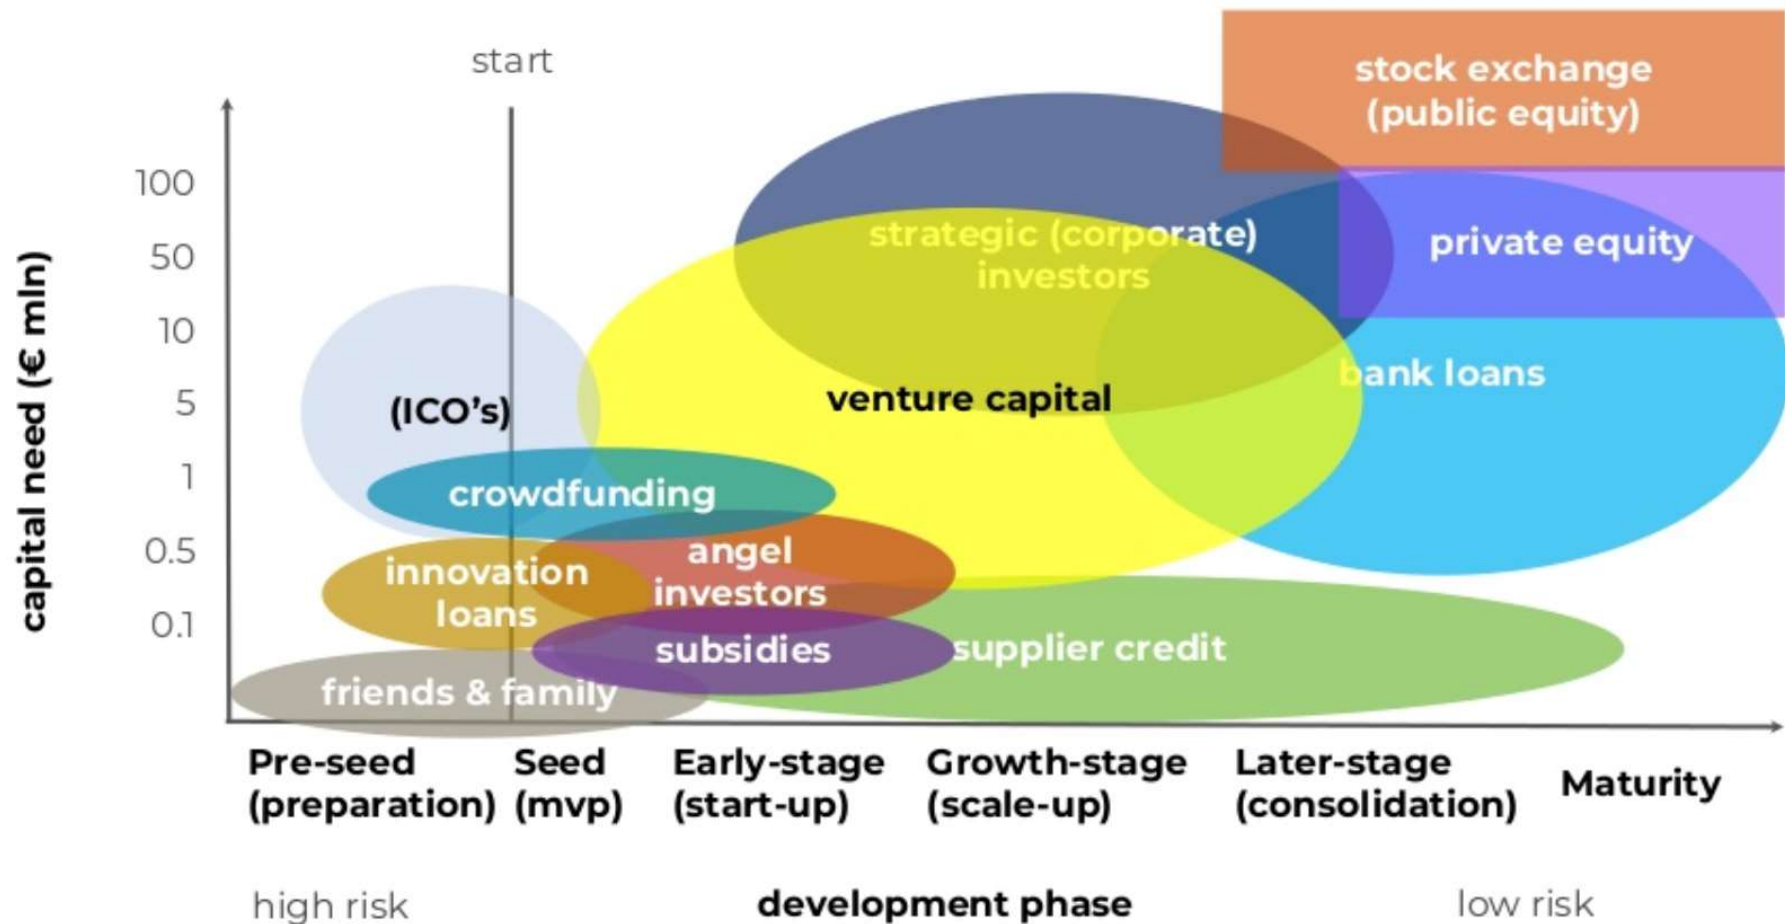 start
stock exchange
(public equity)
100
50
10
5
1
0.5
0.1
capital need (€ mln)
strategic (corporate)
investors
private equity
bank loans
(ICO’s)
venture capital
crowdfunding
angel
investors
innovation
loans
subsidies
supplier credit
friends & family
Pre-seed
(preparation)
Seed
(mvp)
Early-stage
(start-up)
Growth-stage
(scale-up)
Later-stage
(consolidation)
Maturity
high risk
development phase
low risk